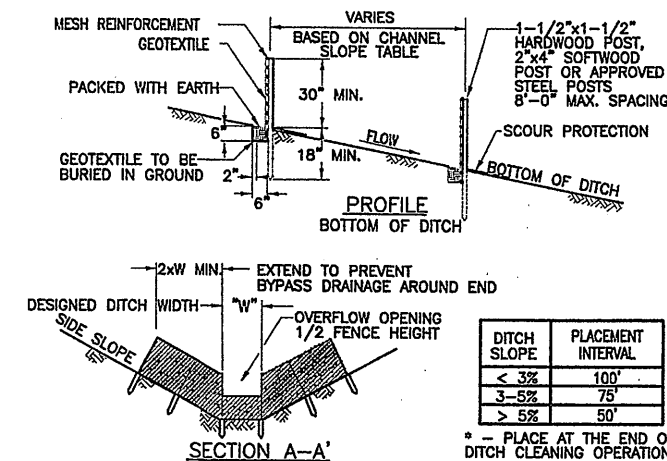 MESH REINFORCEMENT
GEOTEXTILE
PACKED WITH EARTH
6"
GEOTEXTILE TO BE
BURIED IN GROUND
2"
6"
VARIES
BASED ON CHANNEL
SLOPE TABLE
30" MIN.
18" MIN.
FLOW
1-1/2"x1-1/2"
HARDWOOD POST,
2"x4" SOFTWOOD
POST OR APPROVED
STEEL POSTS
8'-0" MAX. SPACING
SCOUR PROTECTION
BOTTOM OF DITCH
PROFILE
BOTTOM OF DITCH
2xW MIN.
EXTEND TO PREVENT
BYPASS DRAINAGE AROUND END
DESIGNED DITCH WIDTH
"W"
OVERFLOW OPENING
1/2 FENCE HEIGHT
SIDE SLOPE
SECTION A-A'
DITCH SLOPE PLACEMENT INTERVAL
< 3% 100'
3-5% 75'
> 5% 50'
* - PLACE AT THE END O
DITCH CLEANING OPERATION